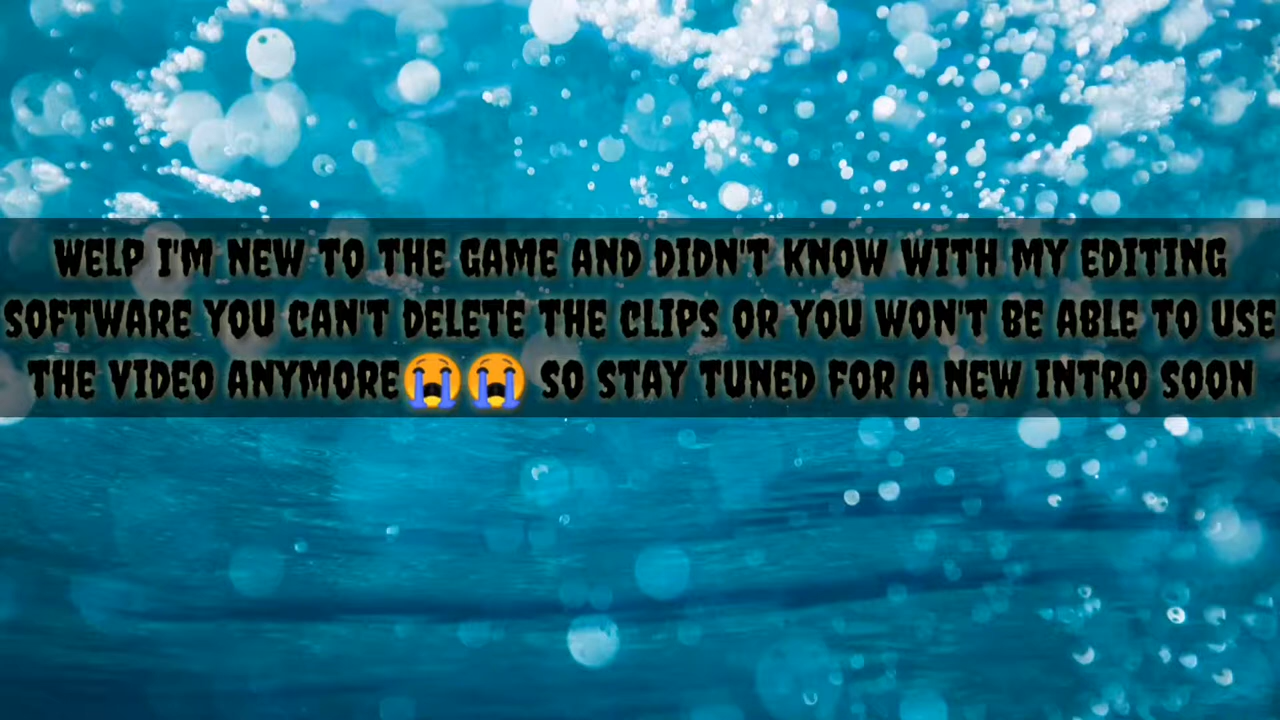 WELP I'M NEW TO THE GAME AND DIDN'T KNOW WITH MY EDITING
SOFTWARE YOU CAN'T DELETE THE CLIPS OR YOU WON'T BE ABLE TO USE
THE VIDEO ANYMORE😭😭 SO STAY TUNED FOR A NEW INTRO SOON